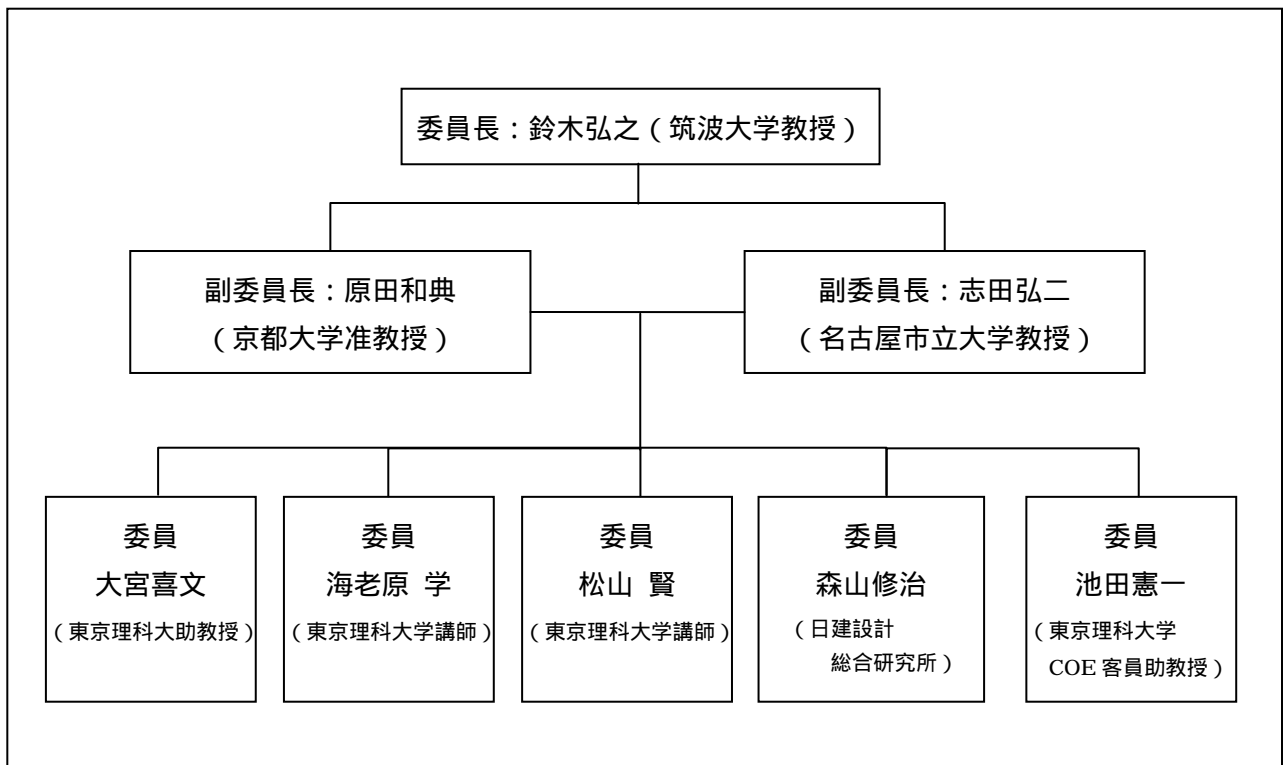 委員長：鈴木弘之（筑波大学教授）
副委員長：原田和典
（京都大学准教授）
副委員長：志田弘二
（名古屋市立大学教授）
委員
大宮喜文
（東京理科大助教授）
委員
海老原 学
（東京理科大学講師）
委員
松山 賢
（東京理科大学講師）
委員
森山修治
（日建設計
総合研究所）
委員
池田憲一
（東京理科大学
COE 客員助教授）